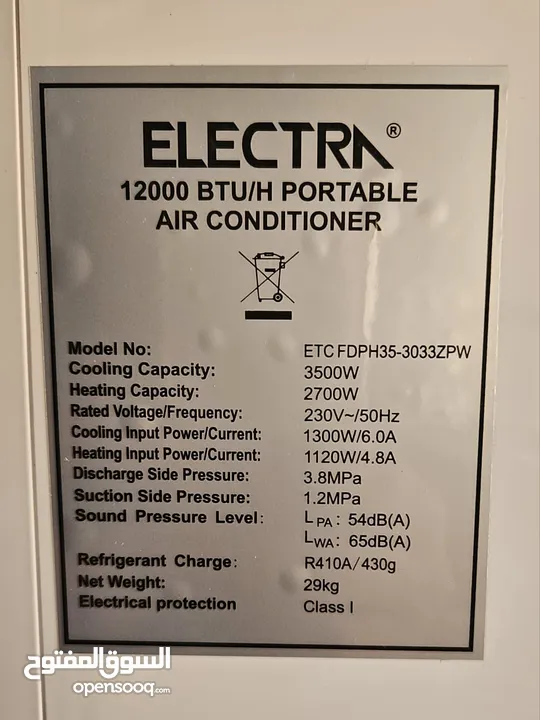 ELECTRA®
12000 BTU/H PORTABLE
AIR CONDITIONER
Model No: ETC FDPH35-3033ZPW
Cooling Capacity: 3500W
Heating Capacity: 2700W
Rated Voltage/Frequency: 230V~/50Hz
Cooling Input Power/Current: 1300W/6.0A
Heating Input Power/Current: 1120W/4.8A
Discharge Side Pressure: 3.8MPa
Suction Side Pressure: 1.2MPa
Sound Pressure Level: LPA: 54dB(A)
LWA: 65dB(A)
Refrigerant Charge: R410A/430g
Net Weight: 29kg
Electrical protection Class I
السوق المفتوح
opensooq.com